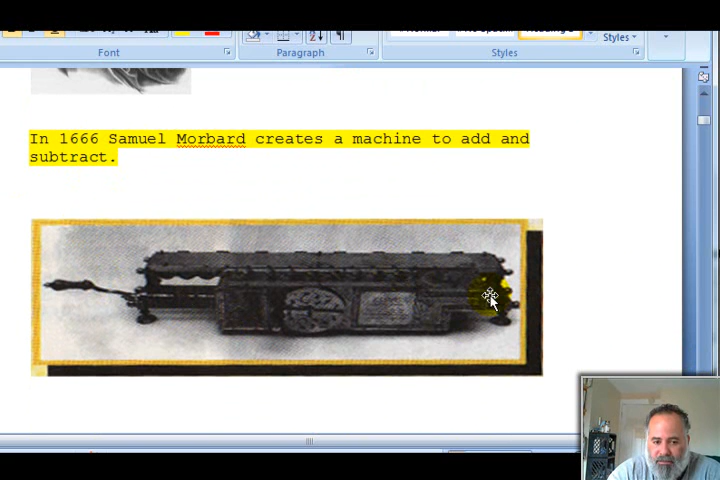 Font
Paragraph
Styles
Styles
In 1666 Samuel Morbard creates a machine to add and
subtract.